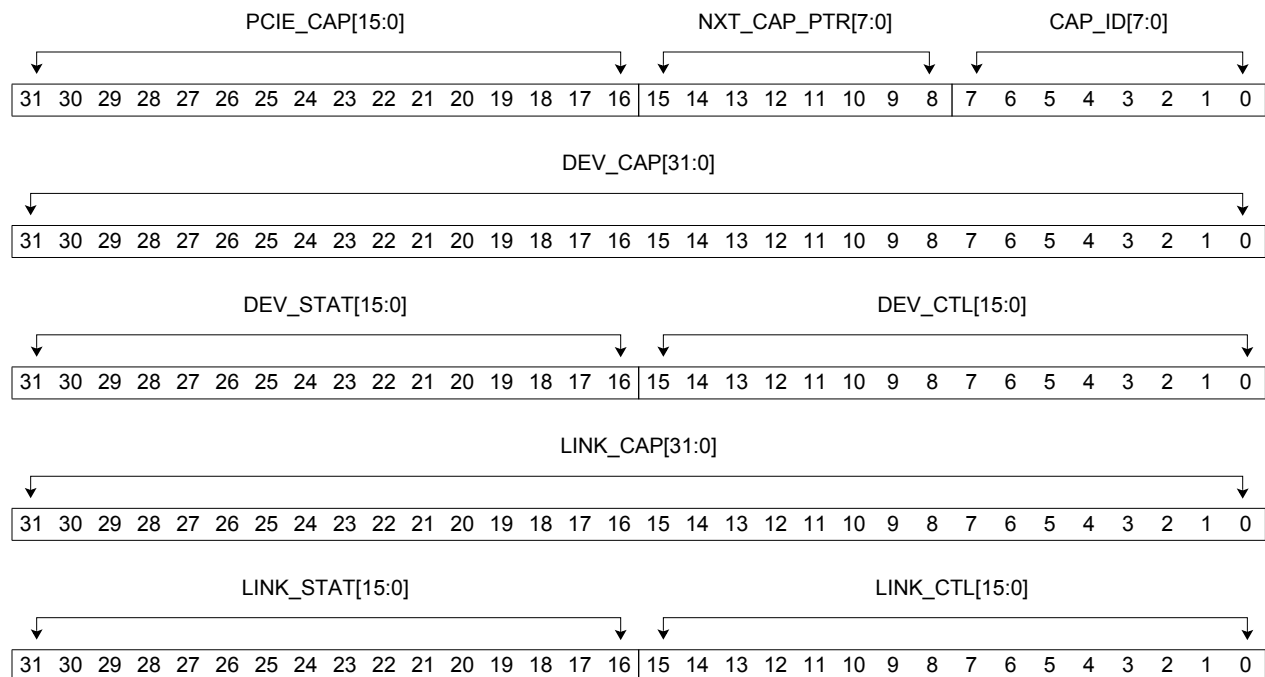 PCIE_CAP[15:0] NXT_CAP_PTR[7:0] CAP_ID[7:0]
31 30 29 28 27 26 25 24 23 22 21 20 19 18 17 16 15 14 13 12 11 10 9 8 7 6 5 4 3 2 1 0
DEV_CAP[31:0]
31 30 29 28 27 26 25 24 23 22 21 20 19 18 17 16 15 14 13 12 11 10 9 8 7 6 5 4 3 2 1 0
DEV_STAT[15:0] DEV_CTL[15:0]
31 30 29 28 27 26 25 24 23 22 21 20 19 18 17 16 15 14 13 12 11 10 9 8 7 6 5 4 3 2 1 0
LINK_CAP[31:0]
31 30 29 28 27 26 25 24 23 22 21 20 19 18 17 16 15 14 13 12 11 10 9 8 7 6 5 4 3 2 1 0
LINK_STAT[15:0] LINK_CTL[15:0]
31 30 29 28 27 26 25 24 23 22 21 20 19 18 17 16 15 14 13 12 11 10 9 8 7 6 5 4 3 2 1 0